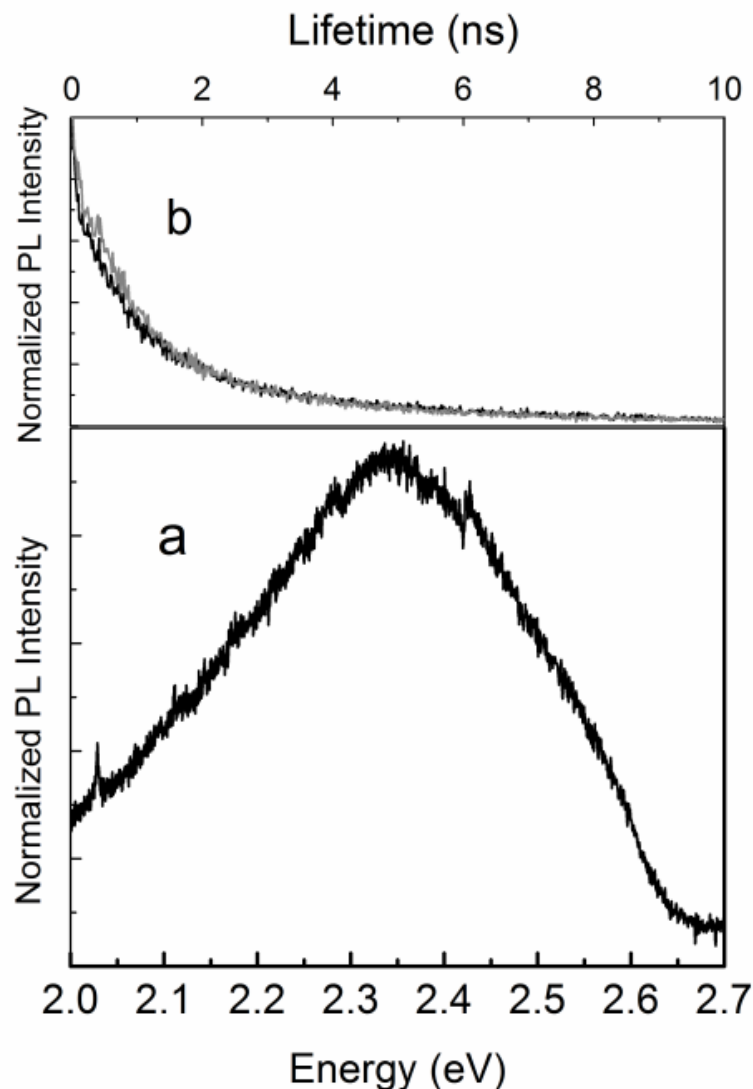 Lifetime (ns)
0 2 4 6 8 10
Normalized PL Intensity
b
Normalized PL Intensity
a
2.0 2.1 2.2 2.3 2.4 2.5 2.6 2.7
Energy (eV)